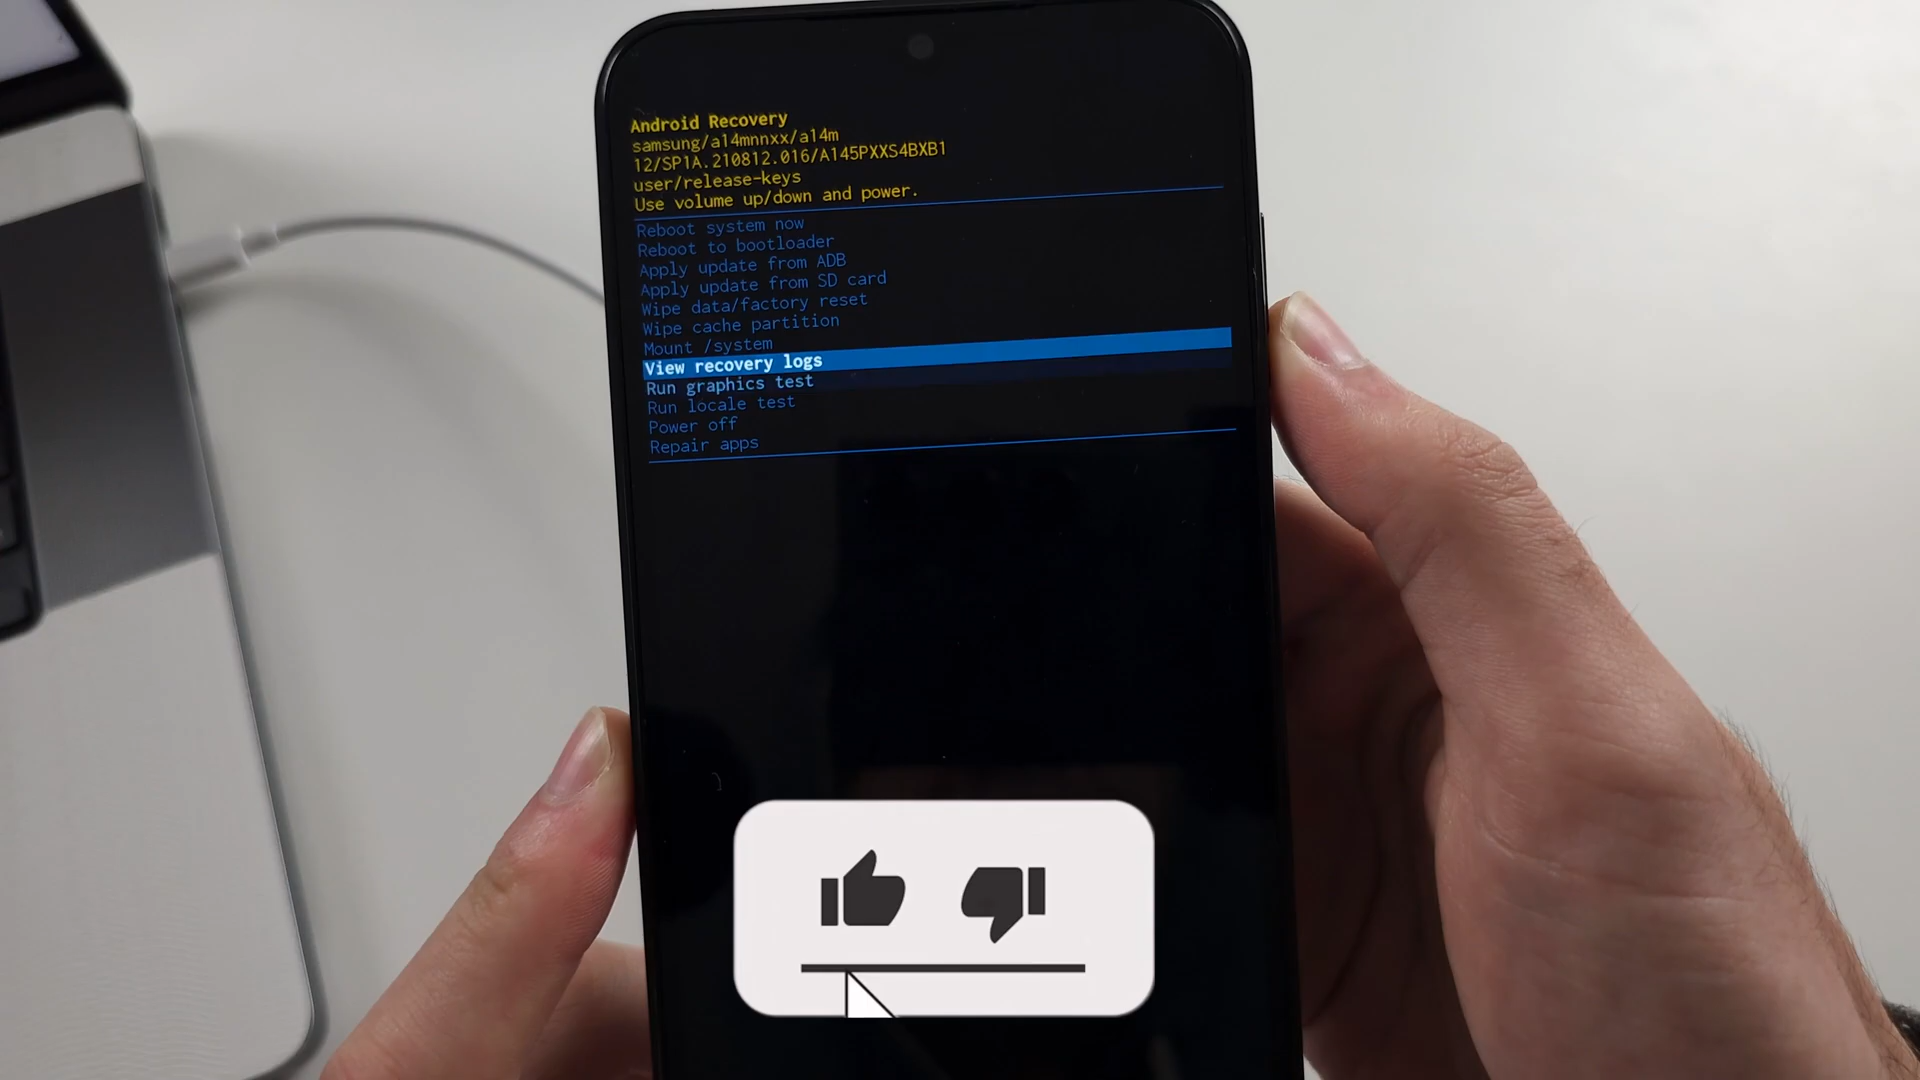 Android Recovery
samsung/a14mnnxx/a14m
12/SP1A.210812.016/A145PXXS4BXB1
user/release-keys
Use volume up/down and power.
Reboot system now
Reboot to bootloader
Apply update from ADB
Apply update from SD card
Wipe data/factory reset
Wipe cache partition
Mount /system
View recovery logs
Run graphics test
Run locale test
Power off
Repair apps